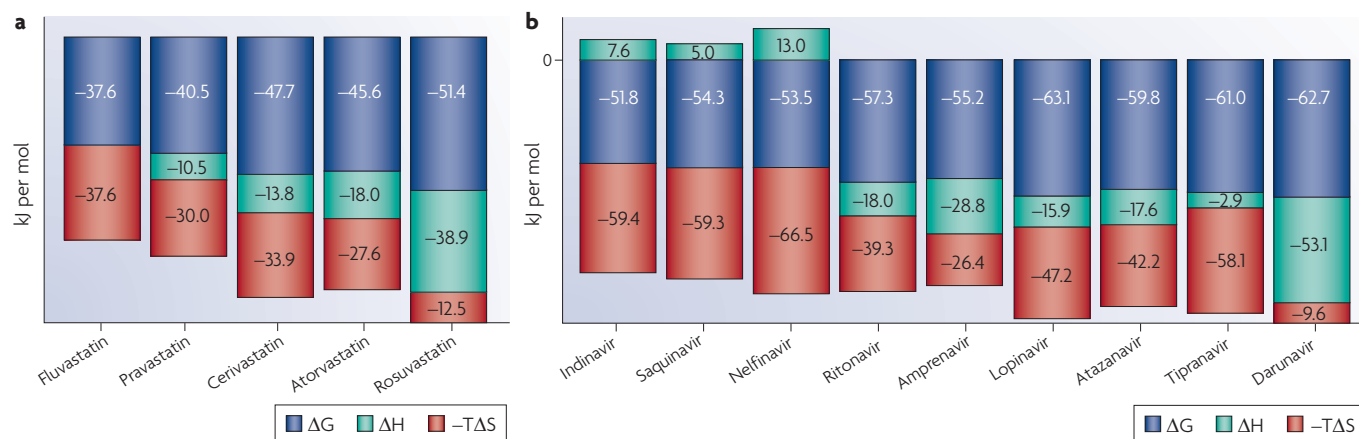 a
kJ per mol
–37.6
–37.6
–40.5
–10.5
–30.0
–47.7
–13.8
–33.9
–45.6
–18.0
–27.6
–51.4
–38.9
–12.5
Fluvastatin
Pravastatin
Cerivastatin
Atorvastatin
Rosuvastatin
ΔG ΔH –TΔS
b
kJ per mol
0
7.6
–51.8
–59.4
5.0
–54.3
–59.3
13.0
–53.5
–66.5
–57.3
–18.0
–39.3
–55.2
–28.8
–26.4
–63.1
–15.9
–47.2
–59.8
–17.6
–42.2
–61.0
–2.9
–58.1
–62.7
–53.1
–9.6
Indinavir
Saquinavir
Nelfinavir
Ritonavir
Amprenavir
Lopinavir
Atazanavir
Tipranavir
Darunavir
ΔG ΔH –TΔS